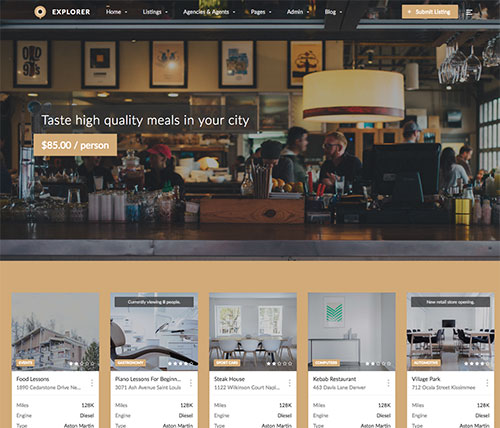 EXPLORER
Home Listings Agencies & Agents Pages Admin Blog
+ Submit Listing
Taste high quality meals in your city
$85.00 / person
Currently viewing 8 people.
New retail store opening.
EVENTS
GASTRONOMY
SPORT CARS
COMPUTERS
AUTOMOTIVE
Food Lessons
1890 Cedarstone Drive Ne...
Miles 128K
Engine Diesel
Type Aston Martin
Piano Lessons For Beginn...
3071 Ash Avenue Saint Louis
Miles 128K
Engine Diesel
Type Aston Martin
Steak House
1122 Wilkinson Court Napl...
Miles 128K
Engine Diesel
Type Aston Martin
Kebab Restaurant
463 Davis Lane Denver
Miles 128K
Engine Diesel
Type Aston Martin
Village Park
712 Ocula Street Kissimmee
Miles 128K
Engine Diesel
Type Aston Martin